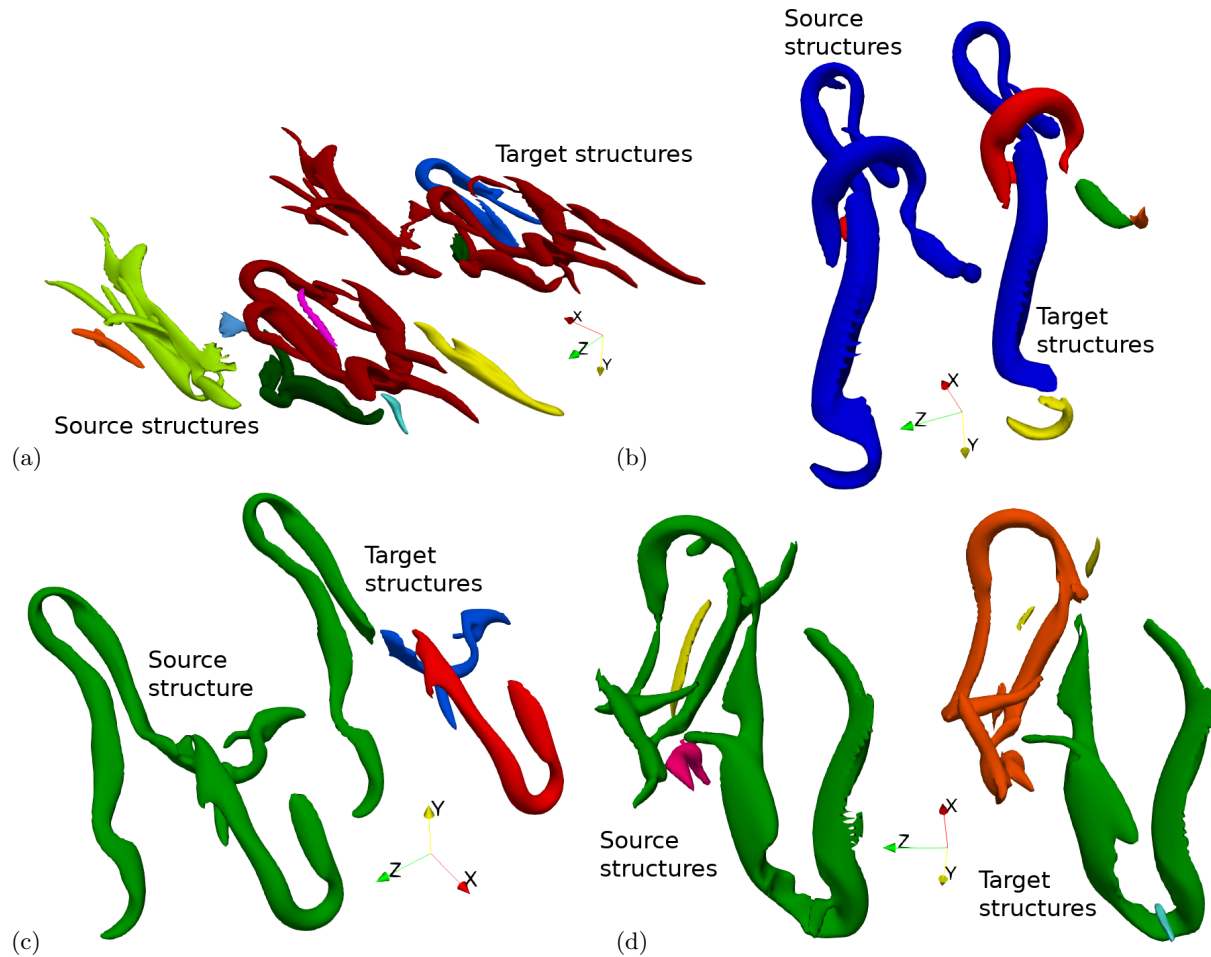 Target structures
X
Z
Y
Source structures
(a)
Source
structures
Target
structures
X
Z
Y
(b)
Target
structures
Source
structure
Y
Z
X
(c)
Source
structures
X
Z
Y
Target
structures
(d)